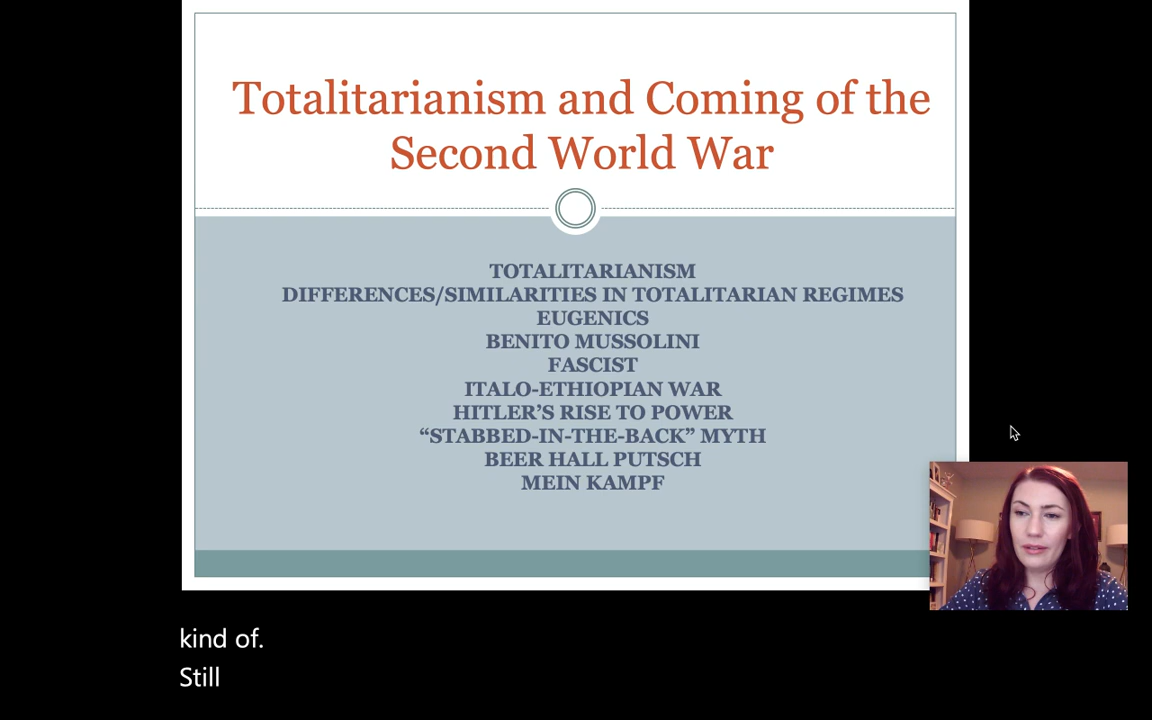 Totalitarianism and Coming of the
Second World War
TOTALITARIANISM
DIFFERENCES/SIMILARITIES IN TOTALITARIAN REGIMES
EUGENICS
BENITO MUSSOLINI
FASCIST
ITALO-ETHIOPIAN WAR
HITLER’S RISE TO POWER
“STABBED-IN-THE-BACK” MYTH
BEER HALL PUTSCH
MEIN KAMPF
kind of.
Still